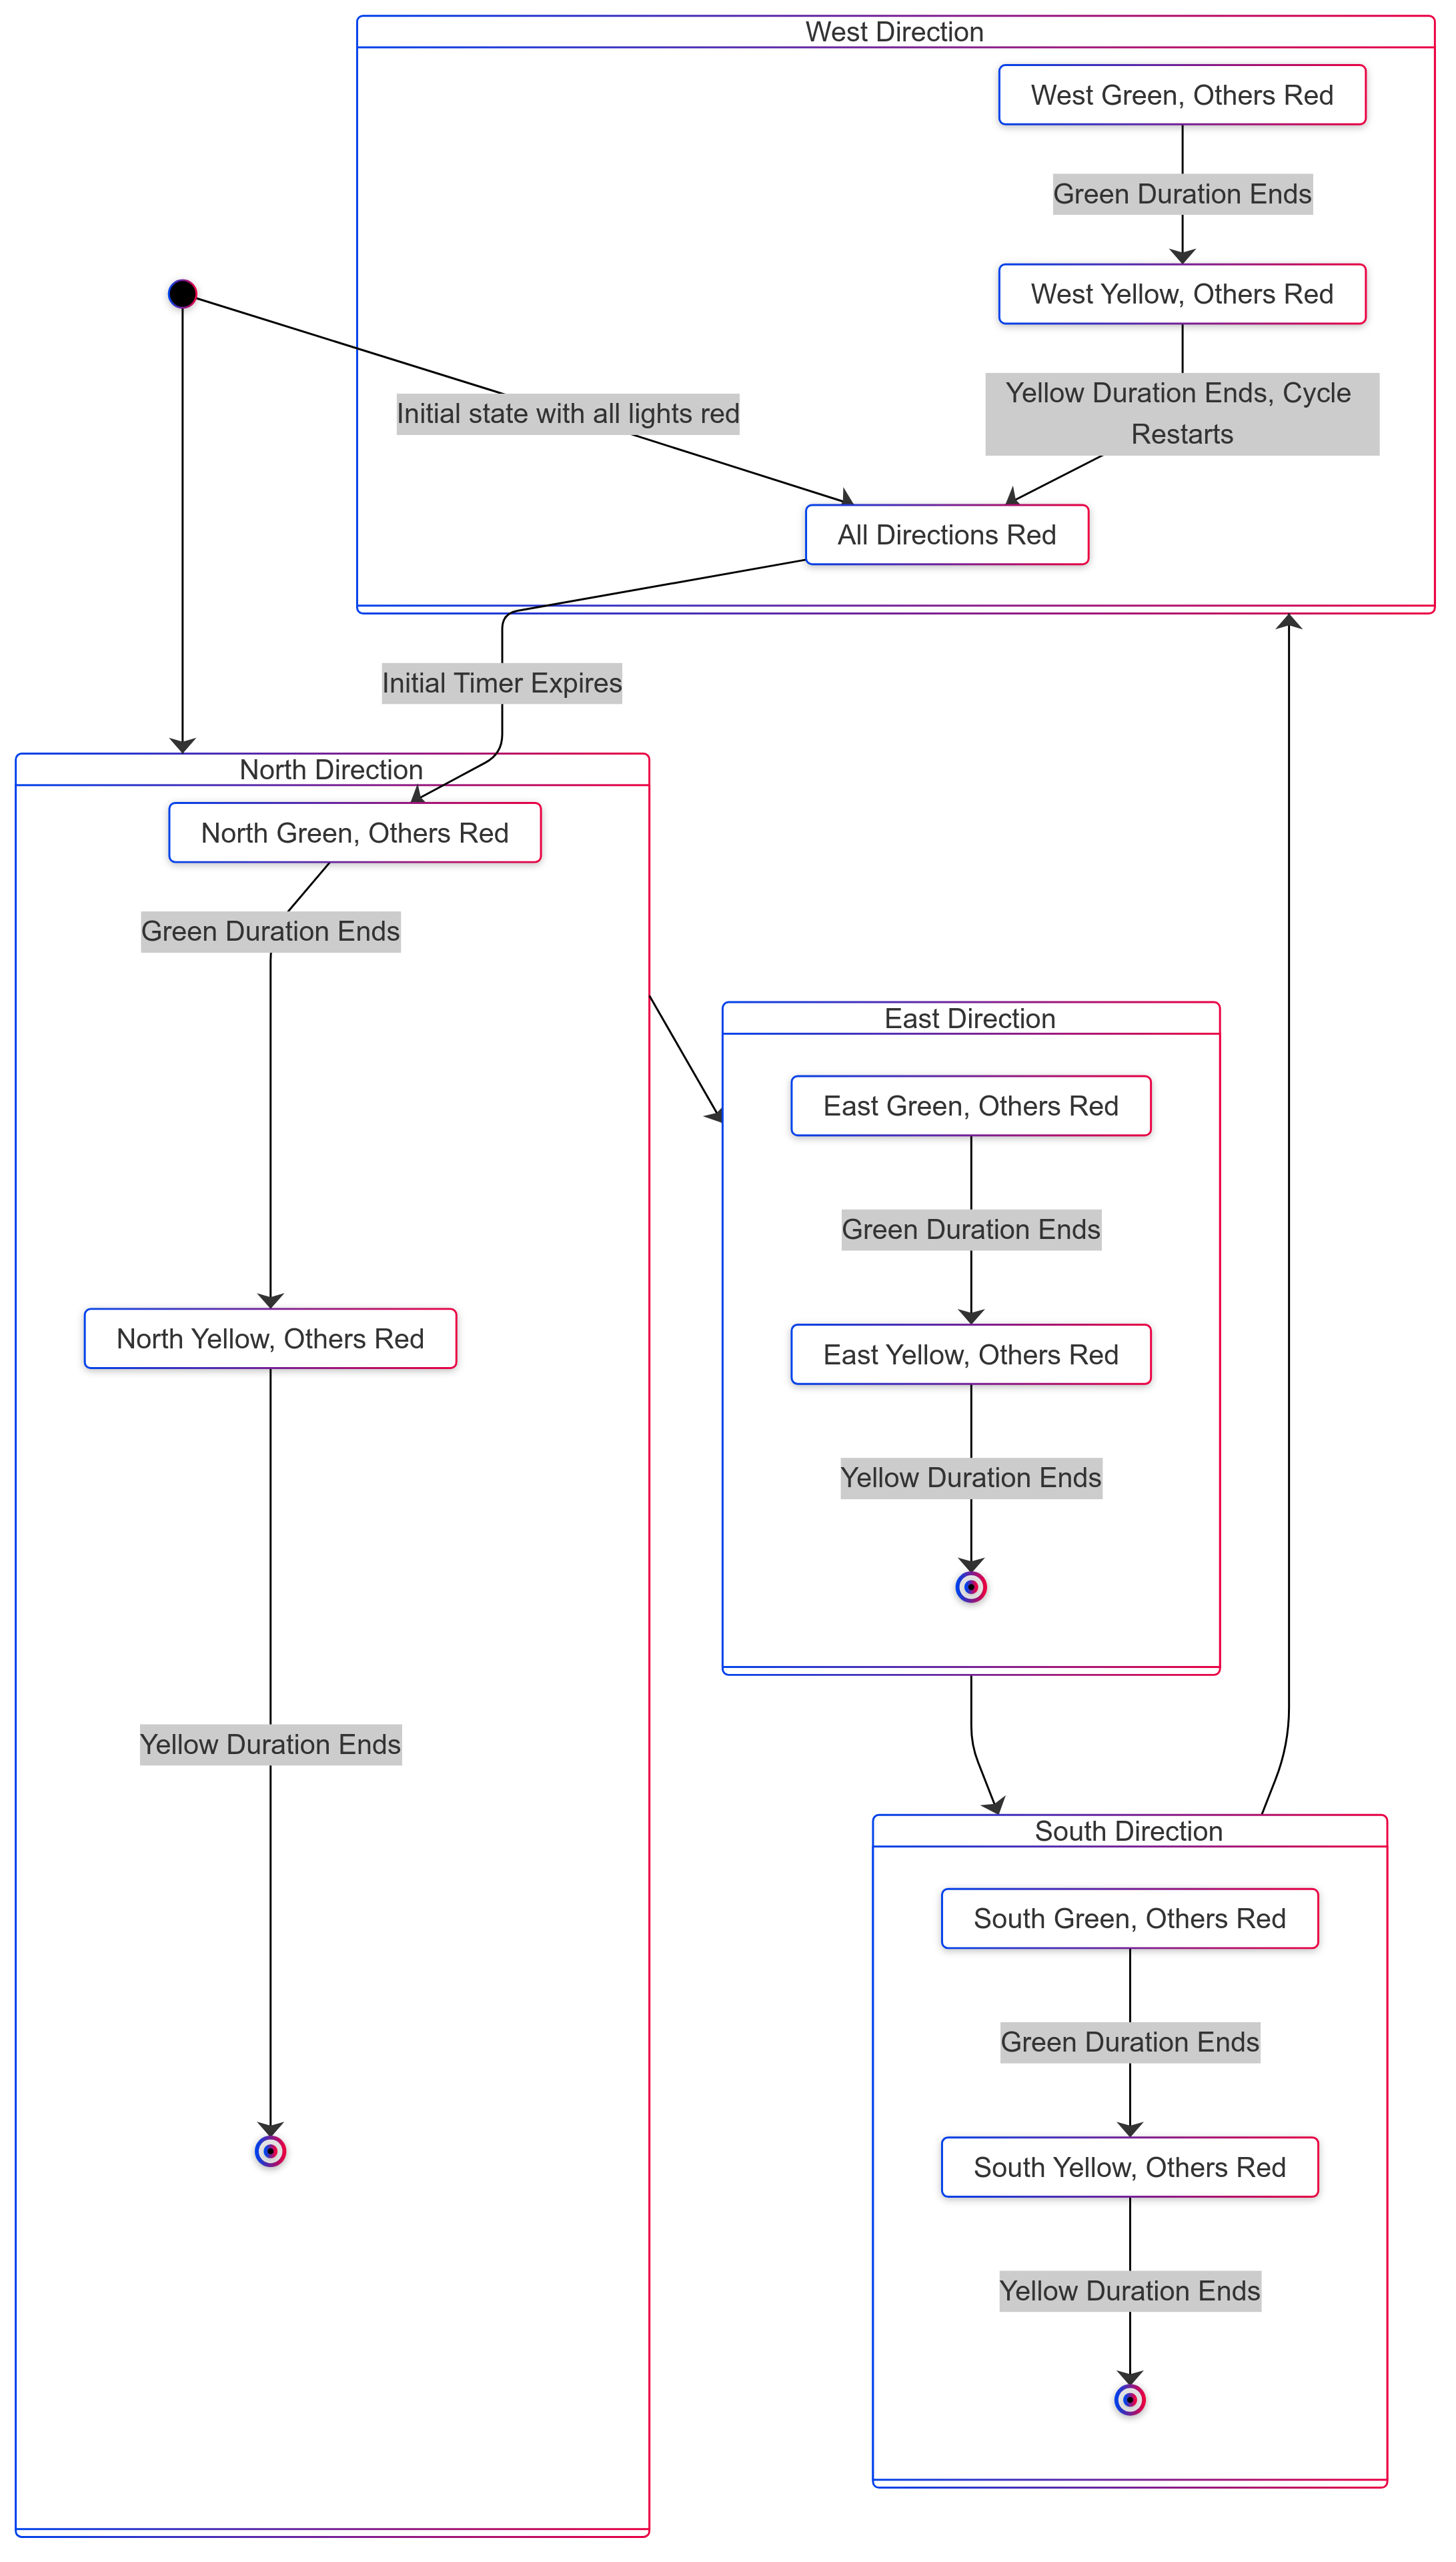 West Direction
West Green, Others Red
Green Duration Ends
West Yellow, Others Red
Yellow Duration Ends, Cycle
Restarts
Initial state with all lights red
All Directions Red
Initial Timer Expires
North Direction
North Green, Others Red
Green Duration Ends
North Yellow, Others Red
Yellow Duration Ends
East Direction
East Green, Others Red
Green Duration Ends
East Yellow, Others Red
Yellow Duration Ends
South Direction
South Green, Others Red
Green Duration Ends
South Yellow, Others Red
Yellow Duration Ends